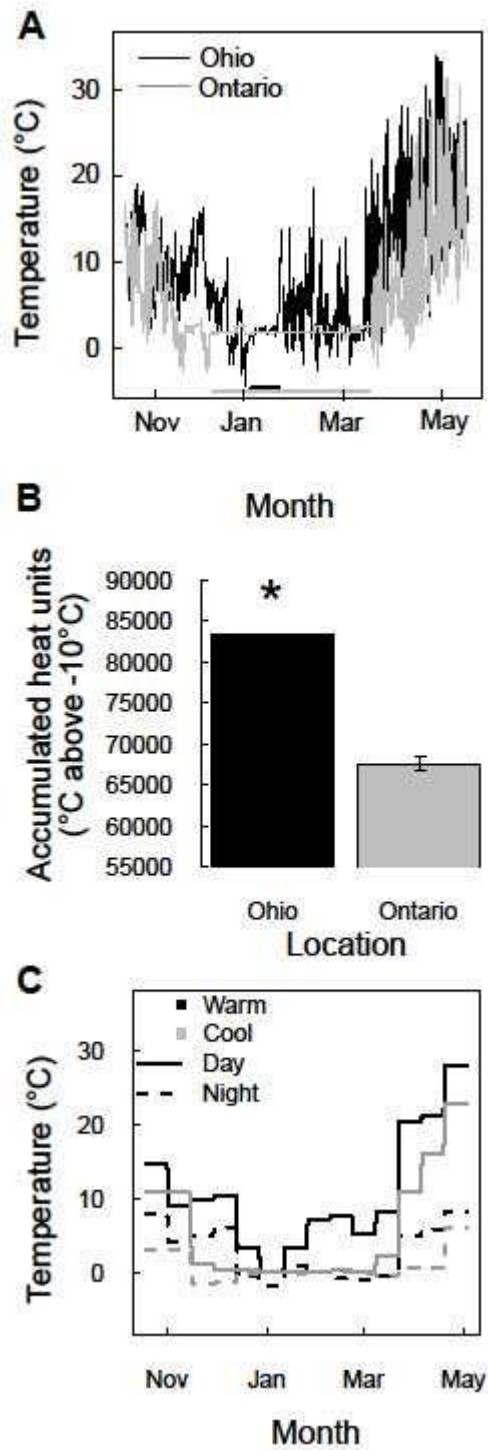 A
Temperature (°C)
30
20
10
0
Ohio
Ontario
Nov
Jan
Mar
May
Month
B
Accumulated heat units
(°C above -10°C)
90000
85000
80000
75000
70000
65000
60000
55000
*
Ohio
Ontario
Location
C
Temperature (°C)
30
20
10
0
Warm
Cool
Day
Night
Nov
Jan
Mar
May
Month